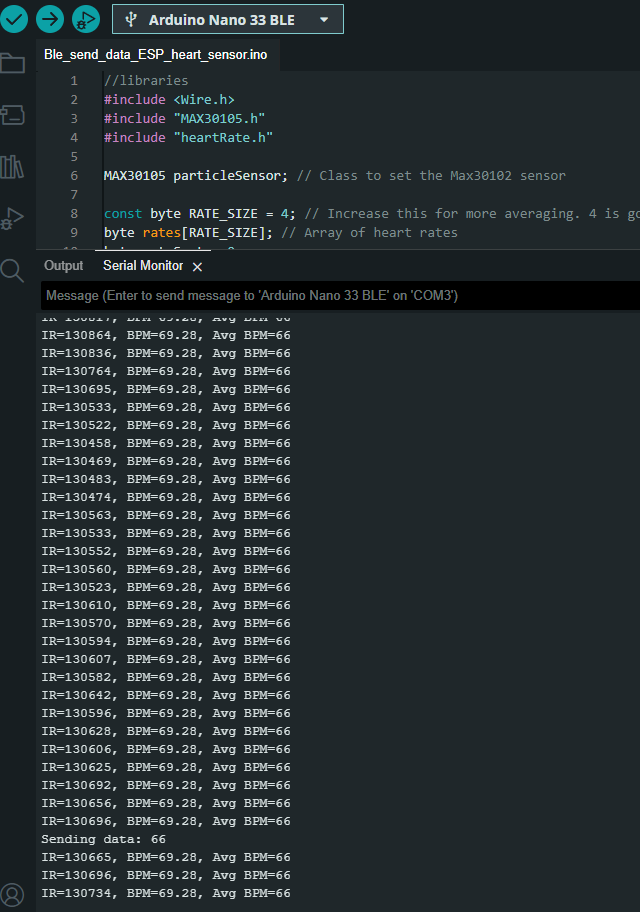 Arduino Nano 33 BLE
Ble_send_data_ESP_heart_sensor.ino
1 //libraries
2 #include <Wire.h>
3 #include "MAX30105.h"
4 #include "heartRate.h"
5
6 MAX30105 particleSensor; // Class to set the Max30102 sensor
7
8 const byte RATE_SIZE = 4; // Increase this for more averaging. 4 is
9 byte rates[RATE_SIZE]; // Array of heart rates
Output Serial Monitor
Message (Enter to send message to 'Arduino Nano 33 BLE' on 'COM3')
BPM=69.28, Avg BPM=66
IR=130864, BPM=69.28, Avg BPM=66
IR=130836, BPM=69.28, Avg BPM=66
IR=130764, BPM=69.28, Avg BPM=66
IR=130695, BPM=69.28, Avg BPM=66
IR=130533, BPM=69.28, Avg BPM=66
IR=130522, BPM=69.28, Avg BPM=66
IR=130458, BPM=69.28, Avg BPM=66
IR=130469, BPM=69.28, Avg BPM=66
IR=130483, BPM=69.28, Avg BPM=66
IR=130474, BPM=69.28, Avg BPM=66
IR=130563, BPM=69.28, Avg BPM=66
IR=130533, BPM=69.28, Avg BPM=66
IR=130552, BPM=69.28, Avg BPM=66
IR=130560, BPM=69.28, Avg BPM=66
IR=130523, BPM=69.28, Avg BPM=66
IR=130610, BPM=69.28, Avg BPM=66
IR=130570, BPM=69.28, Avg BPM=66
IR=130594, BPM=69.28, Avg BPM=66
IR=130607, BPM=69.28, Avg BPM=66
IR=130582, BPM=69.28, Avg BPM=66
IR=130642, BPM=69.28, Avg BPM=66
IR=130596, BPM=69.28, Avg BPM=66
IR=130628, BPM=69.28, Avg BPM=66
IR=130606, BPM=69.28, Avg BPM=66
IR=130625, BPM=69.28, Avg BPM=66
IR=130692, BPM=69.28, Avg BPM=66
IR=130656, BPM=69.28, Avg BPM=66
IR=130696, BPM=69.28, Avg BPM=66
Sending data: 66
IR=130665, BPM=69.28, Avg BPM=66
IR=130696, BPM=69.28, Avg BPM=66
IR=130734, BPM=69.28, Avg BPM=66